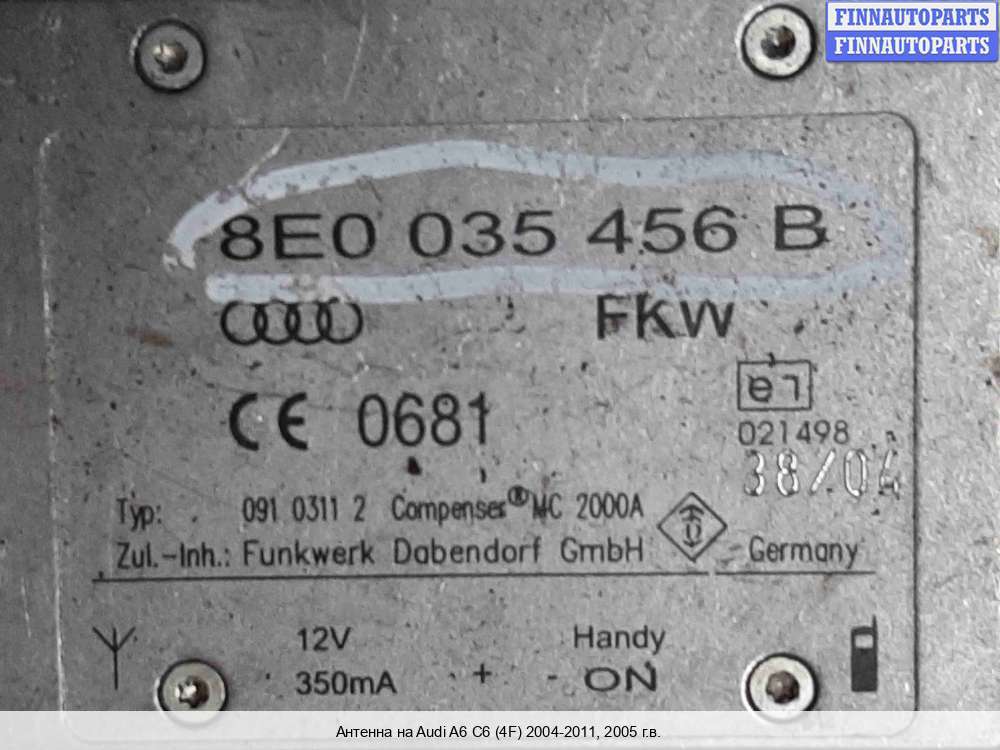 FINNAUTOPARTS
FINNAUTOPARTS
8E0 035 456 B
FKW
CE 0681
e1
021498
38/04
Typ: 091 0311 2 Compenser® MC 2000A
Zul.-Inh.: Funkwerk Dabendorf GmbH Germany
12V Handy
350mA + - ON
Антенна на Audi A6 C6 (4F) 2004-2011, 2005 г.в.